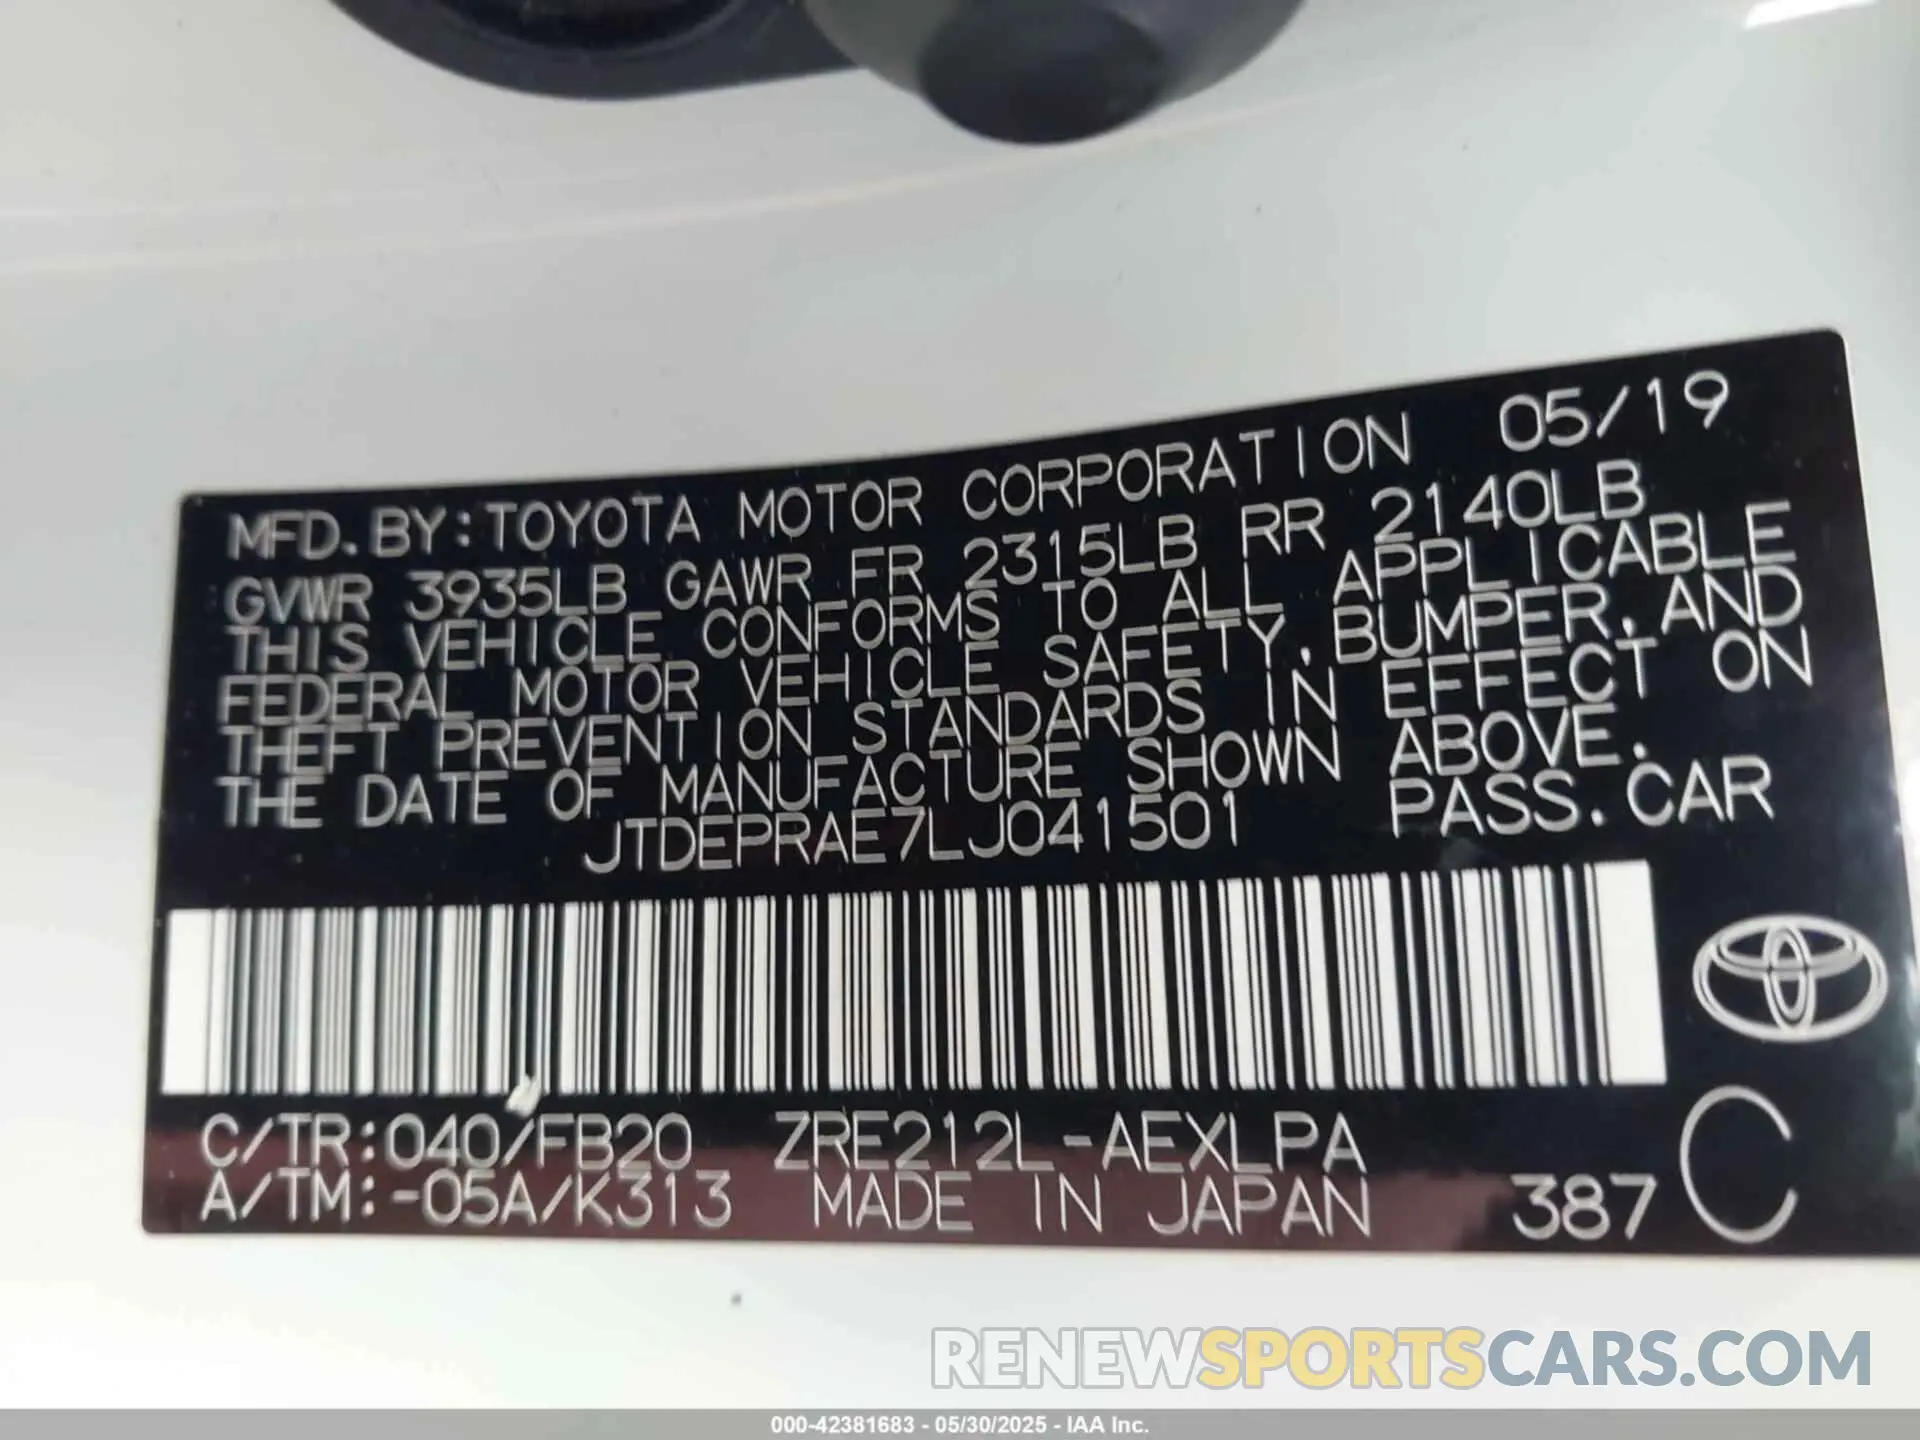 MFD.BY:TOYOTA MOTOR CORPORATION 05/19
GVWR 3935LB GAWR FR 2315LB RR 2140LB
THIS VEHICLE CONFORMS TO ALL APPLICABLE
FEDERAL MOTOR VEHICLE SAFETY,BUMPER,AND
THEFT PREVENTION STANDARDS IN EFFECT ON
THE DATE OF MANUFACTURE SHOWN ABOVE.
JTDEPRAE7LJ041501 PASS.CAR
C/TR:040/FB20 ZRE212L-AEXLPA
A/TM:-05A/K313 MADE IN JAPAN 387 C
RENEWSPORTSCARS.COM
000-42381683 - 05/30/2025 - IAA Inc.